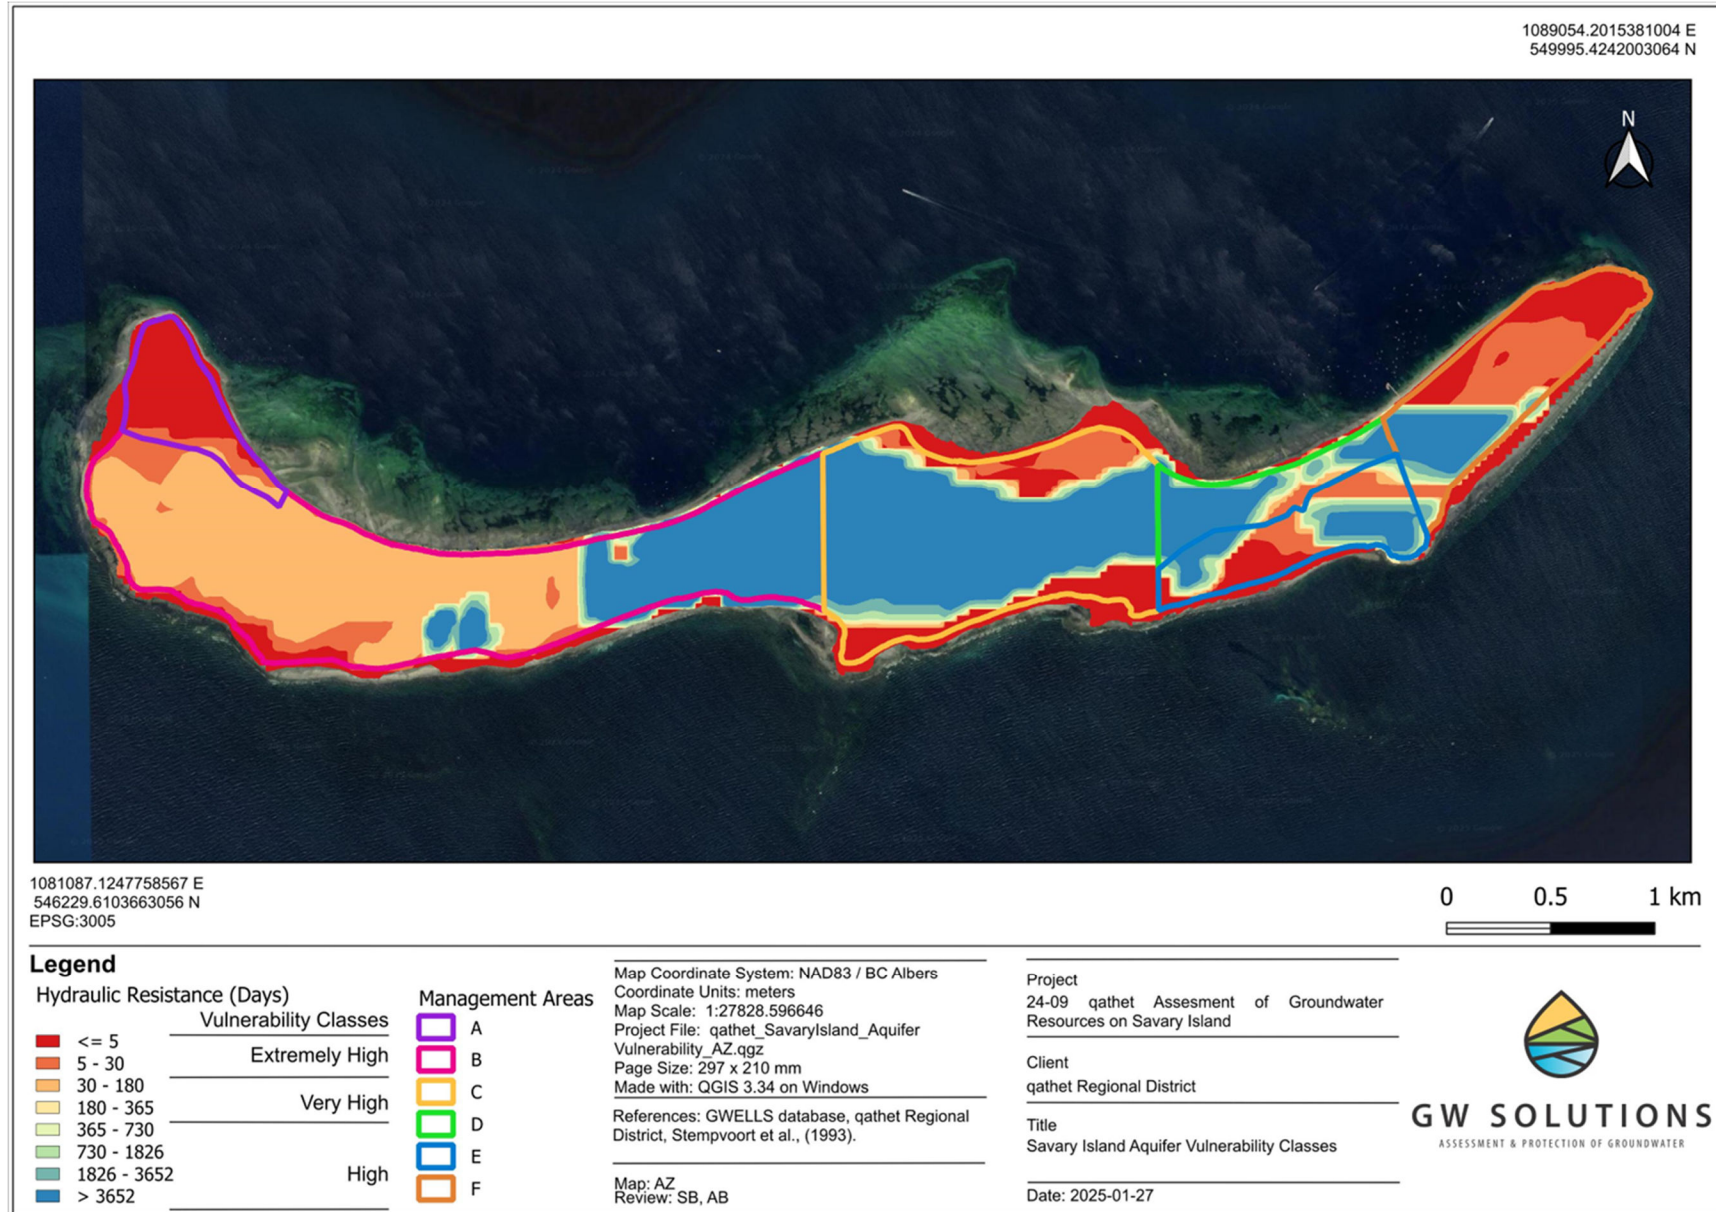 1089054.2015381004 E
549995.4242003064 N
N
1081087.1247758567 E
546229.6103663056 N
EPSG:3005
0 0.5 1 km
Legend
Hydraulic Resistance (Days)
Vulnerability Classes
<= 5
5 - 30
30 - 180
180 - 365
365 - 730
730 - 1826
1826 - 3652
> 3652
Extremely High
Very High
High
Management Areas
A
B
C
D
E
F
Map Coordinate System: NAD83 / BC Albers
Coordinate Units: meters
Map Scale: 1:27828.596646
Project File: qathet_SavaryIsland_Aquifer
Vulnerability_AZ.qgz
Page Size: 297 x 210 mm
Made with: QGIS 3.34 on Windows
References: GWELLS database, qathet Regional
District, Stempvoort et al., (1993).
Map: AZ
Review: SB, AB
Project
24-09 qathet Assesment of Groundwater
Resources on Savary Island
Client
qathet Regional District
Title
Savary Island Aquifer Vulnerability Classes
Date: 2025-01-27
GW SOLUTIONS
ASSESSMENT & PROTECTION OF GROUNDWATER